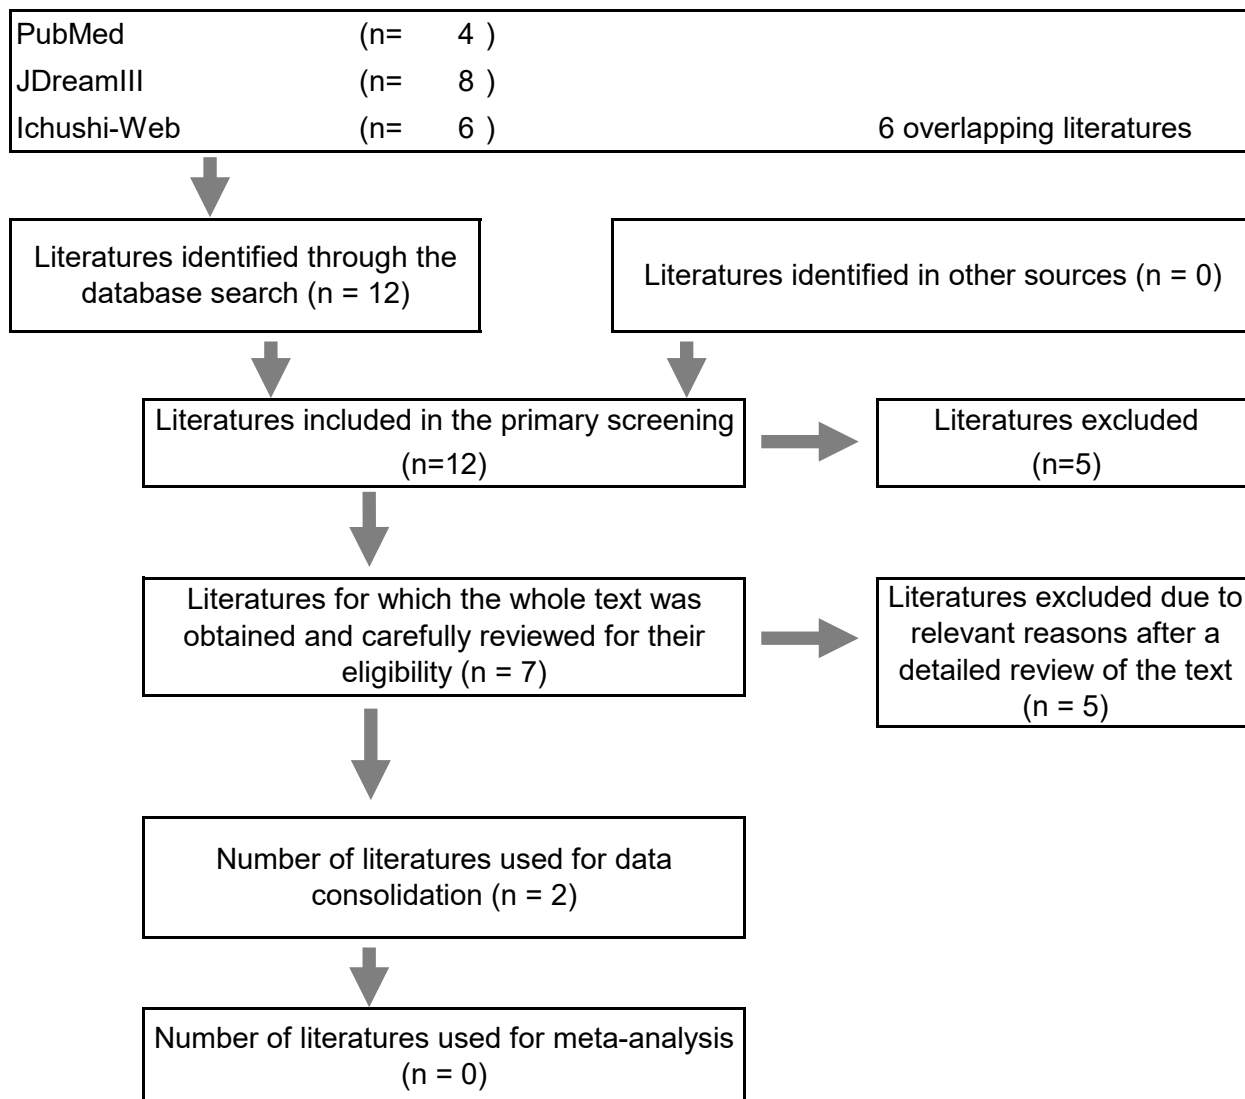 PubMed (n= 4 )
JDreamIII (n= 8 )
Ichushi-Web (n= 6 ) 6 overlapping literatures
Literatures identified through the
database search (n = 12)
Literatures identified in other sources (n = 0)
Literatures included in the primary screening
(n=12)
Literatures excluded
(n=5)
Literatures for which the whole text was
obtained and carefully reviewed for their
eligibility (n = 7)
Literatures excluded due to
relevant reasons after a
detailed review of the text
(n = 5)
Number of literatures used for data
consolidation (n = 2)
Number of literatures used for meta-analysis
(n = 0)